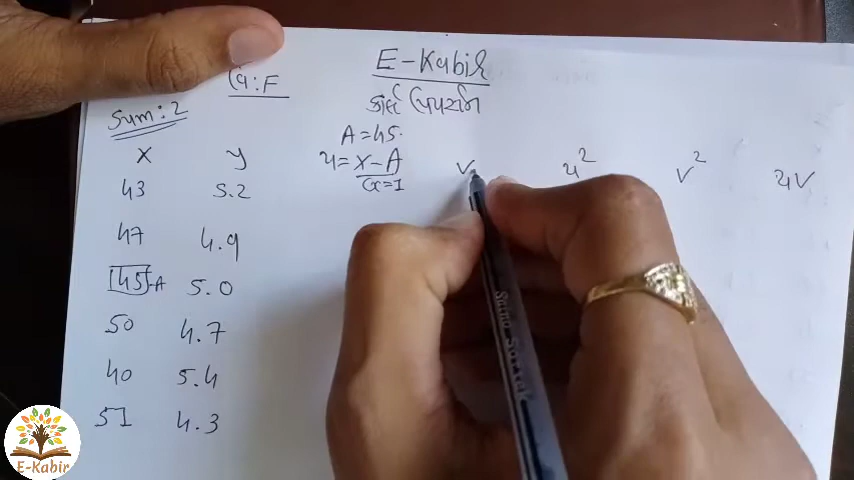 E-Kabir
વિ: F
કાર્લ પિયર્સન
Sum: 2
A = 45
x y u = x - A v u² v² uv
Cx = 1
43 5.2
47 4.9
45 - A 5.0
50 4.7
40 5.4
51 4.3
E-Kabir